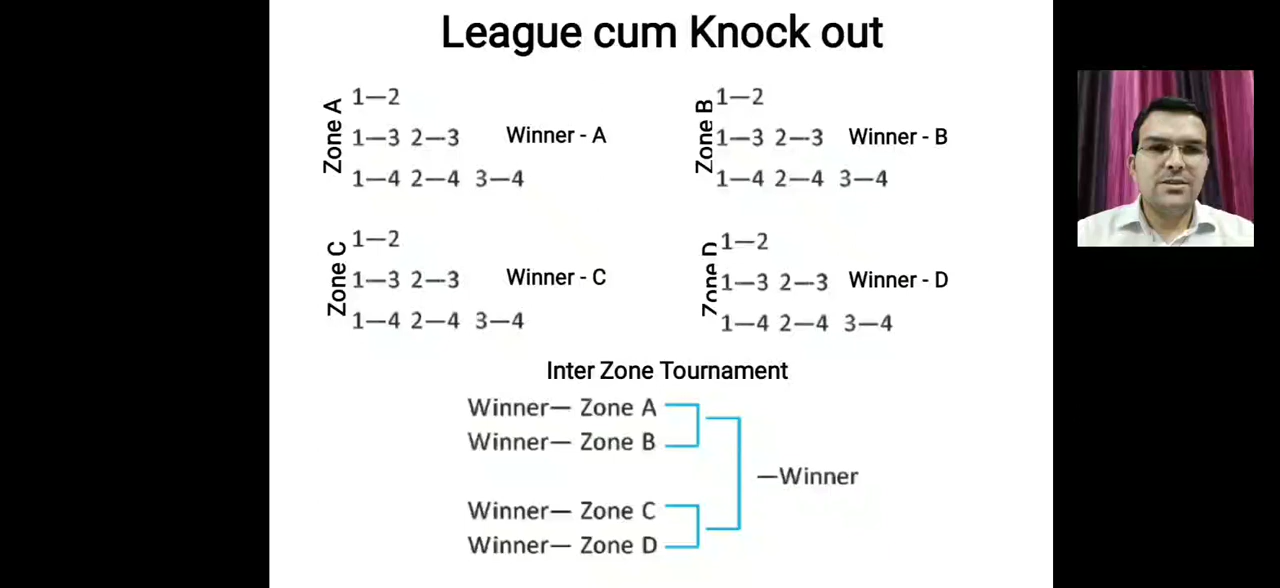 League cum Knock out
Zone A
1—2
1—3 2—3 Winner - A
1—4 2—4 3—4
Zone B
1—2
1—3 2—3 Winner - B
1—4 2—4 3—4
Zone C
1—2
1—3 2—3 Winner - C
1—4 2—4 3—4
Zone D
1—2
1—3 2—3 Winner - D
1—4 2—4 3—4
Inter Zone Tournament
Winner— Zone A
Winner— Zone B
—Winner
Winner— Zone C
Winner— Zone D